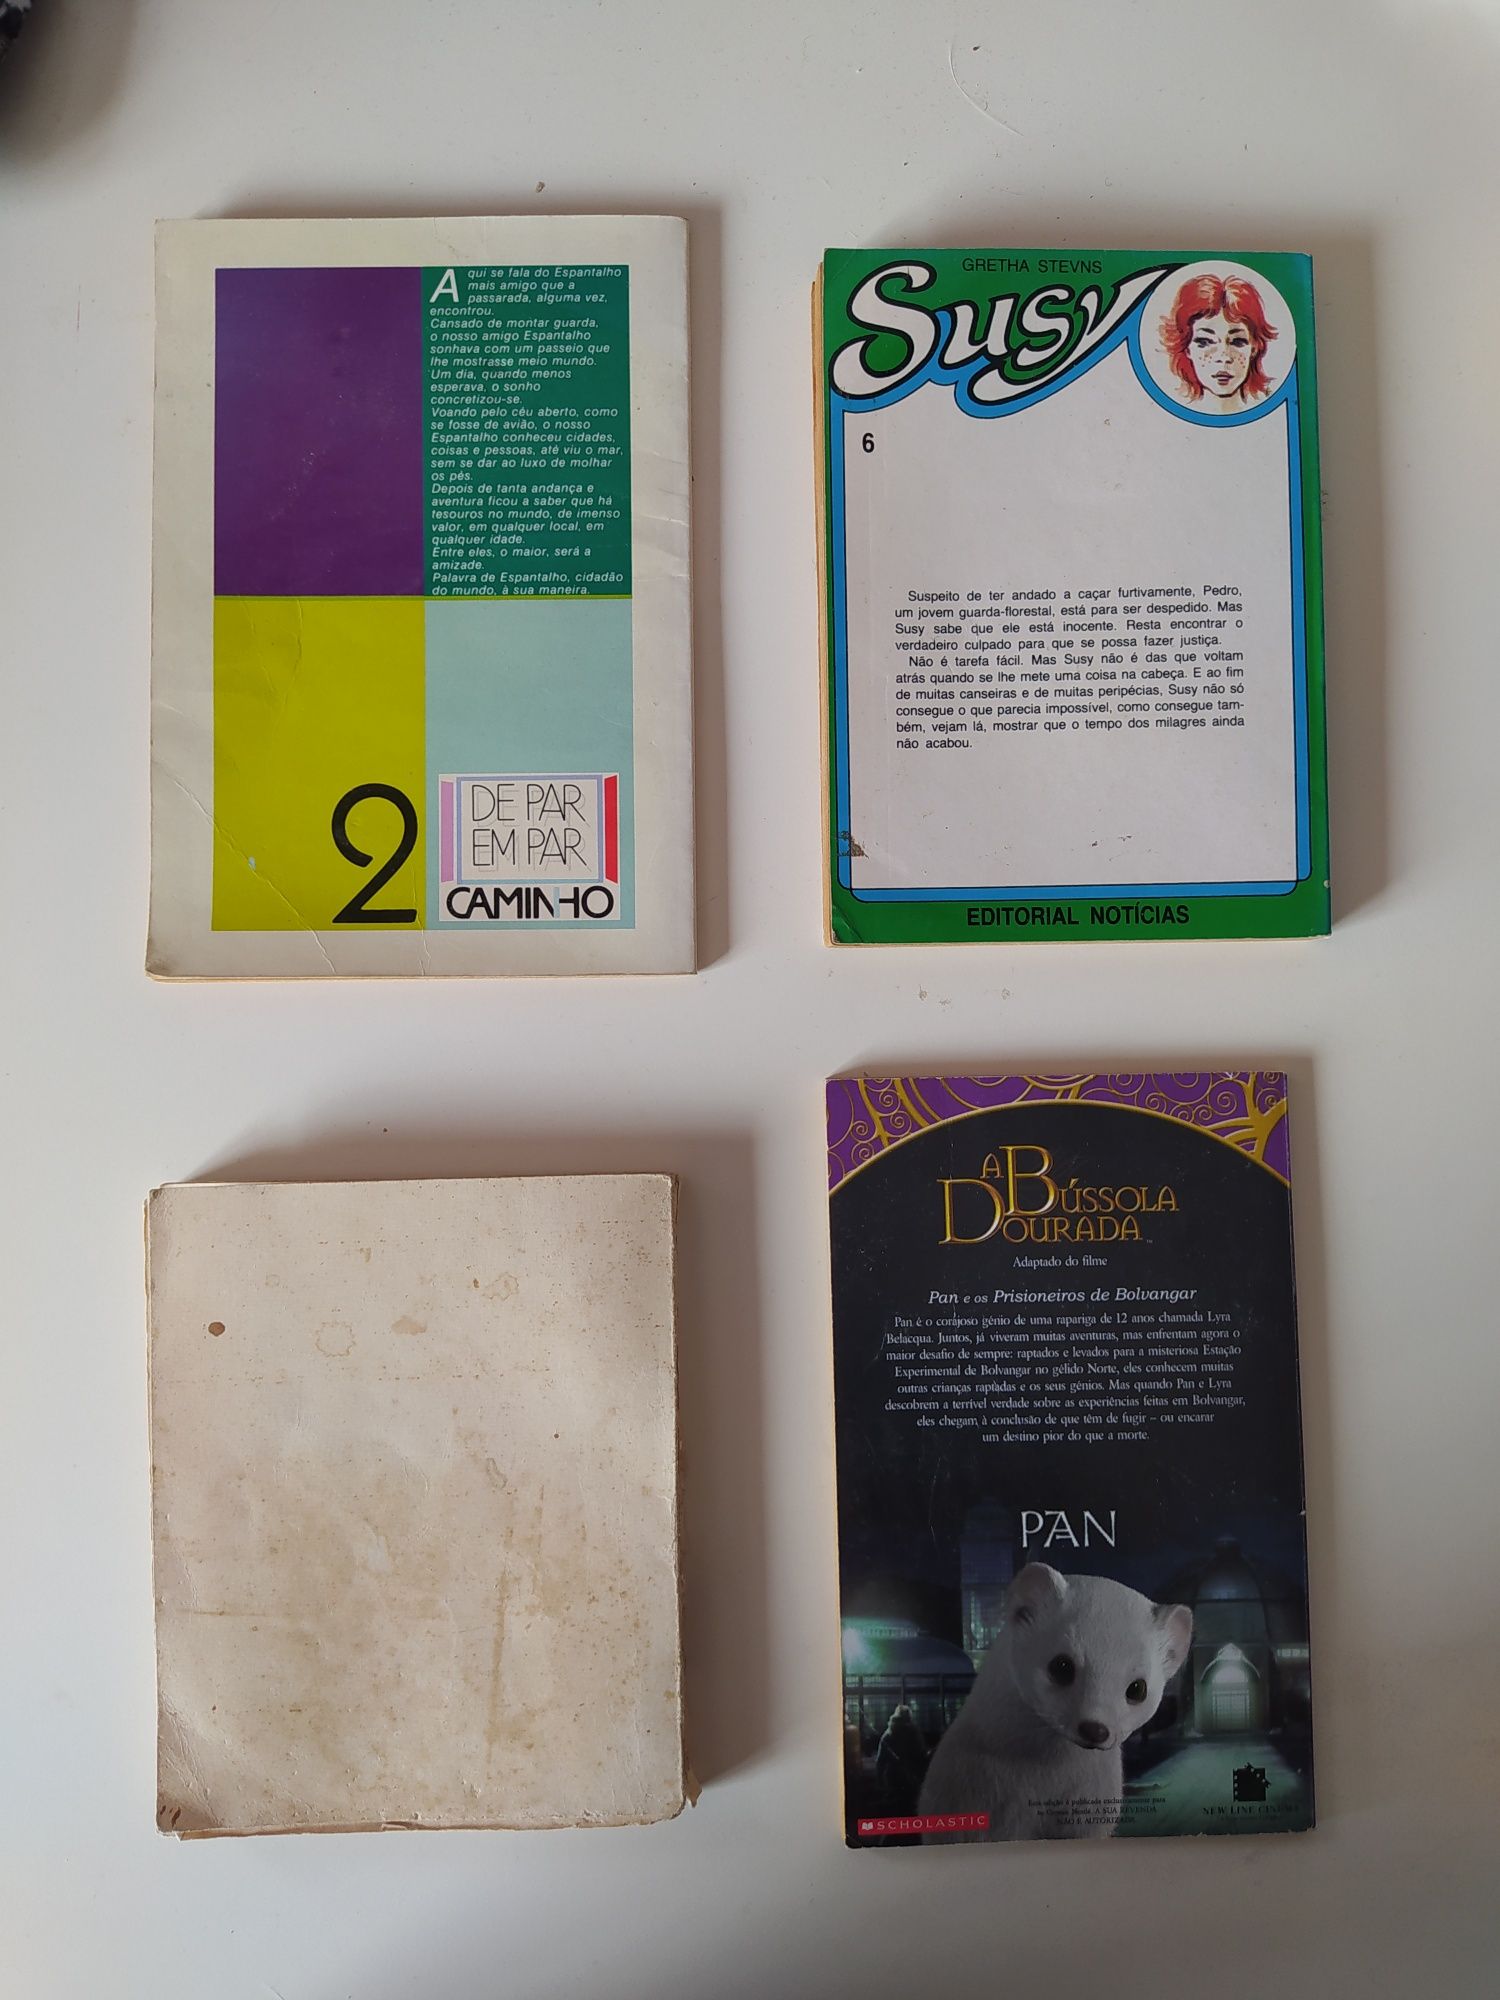 A
qui se fala do Espantalho
mais amigo que a
passarada, alguma vez,
encontrou.
Cansado de montar guarda,
o nosso amigo Espantalho
sonhava com um passeio que
lhe mostrasse meio mundo.
Um dia, quando menos
esperava, o sonho
concretizou-se.
Voando pelo céu aberto, como
se fosse de avião, o nosso
Espantalho conheceu cidades,
coisas e pessoas, até viu o mar,
sem se dar ao luxo de molhar
os pés.
Depois de tanta andança e
aventura ficou a saber que há
tesouros no mundo, de imenso
valor, em qualquer local, em
qualquer idade.
Entre eles, o maior, será a
amizade.
Palavra de Espantalho, cidadão
do mundo, à sua maneira.
2
DE PAR
EM PAR
CAMINHO
GRETHA STEVNS
Susy
6
Suspeito de ter andado a caçar furtivamente, Pedro,
um jovem guarda-florestal, está para ser despedido. Mas
Susy sabe que ele está inocente. Resta encontrar o
verdadeiro culpado para que se possa fazer justiça.
Não é tarefa fácil. Mas Susy não é das que voltam
atrás quando se lhe mete uma coisa na cabeça. E ao fim
de muitas canseiras e de muitas peripécias, Susy não só
consegue o que parecia impossível, como consegue tam-
bém, vejam lá, mostrar que o tempo dos milagres ainda
não acabou.
EDITORIAL NOTÍCIAS
A BÚSSOLA
DOURADA™
Adaptado do filme
Pan e os Prisioneiros de Bolvangar
Pan é o corajoso génio de uma rapariga de 12 anos chamada Lyra
Belacqua. Juntos, já viveram muitas aventuras, mas enfrentam agora o
maior desafio de sempre: raptados e levados para a misteriosa Estação
Experimental de Bolvangar no gélido Norte, eles conhecem muitas
outras crianças raptadas e os seus génios. Mas quando Pan e Lyra
descobrem a terrível verdade sobre as experiências feitas em Bolvangar,
eles chegam à conclusão de que têm de fugir – ou encarar
um destino pior do que a morte.
PAN
SCHOLASTIC
Esta edição é publicada exclusivamente para
os Cereais Nestlé. A SUA REVENDA
NÃO É AUTORIZADA.
NEW LINE CINEMA